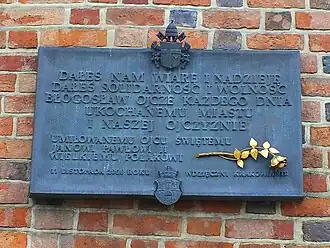 DAŁEŚ NAM WIARĘ I NADZIEJĘ
DAŁEŚ SOLIDARNOŚĆ I WOLNOŚĆ
BŁOGOSŁAW OJCZE KAŻDEGO DNIA
UKOCHANEMU MIASTU
I NASZEJ OJCZYŹNIE
UMIŁOWANEMU OJCU ŚWIĘTEMU
JANOWI PAWŁOWI II
WIELKIEMU POLAKOWI
11 LISTOPADA 2001 ROKU WDZIĘCZNI KRAKOWIANIE